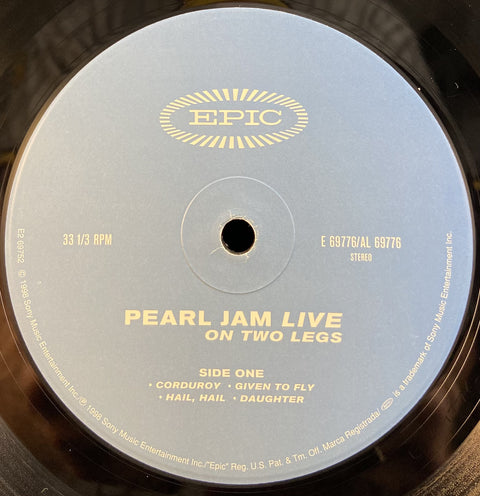 EPIC
33 1/3 RPM
E 69776/AL 69776
STEREO
PEARL JAM LIVE
ON TWO LEGS
SIDE ONE
• CORDUROY • GIVEN TO FLY
• HAIL, HAIL • DAUGHTER
E2 69752 © 1998 Sony Music Entertainment Inc./℗ 1998 Sony Music Entertainment Inc./"Epic" Reg. U.S. Pat. & Tm. Off. Marca Registrada/ EPIC is a trademark of Sony Music Entertainment Inc.